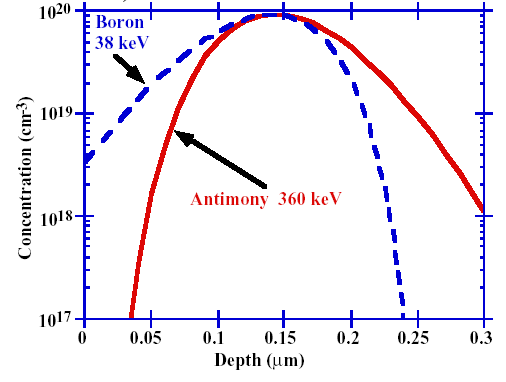 10²⁰
Boron
38 keV
10¹⁹
Concentration (cm⁻³)
Antimony 360 keV
10¹⁸
10¹⁷
0 0.05 0.1 0.15 0.2 0.25 0.3
Depth (μm)